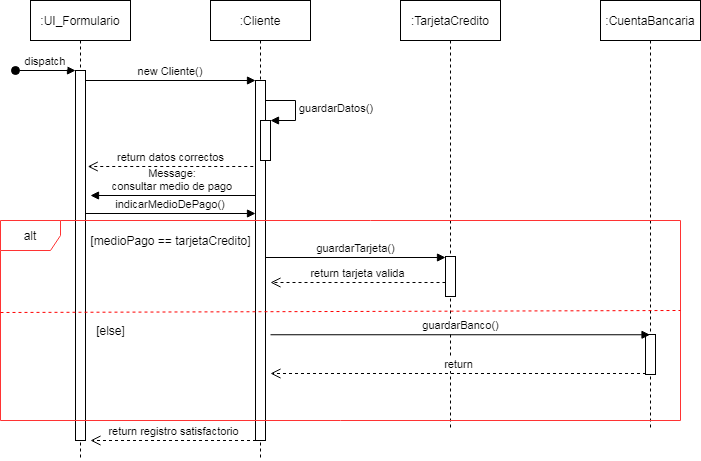 :UI_Formulario
:Cliente
:TarjetaCredito
:CuentaBancaria
dispatch
new Cliente()
guardarDatos()
return datos correctos
Message:
consultar medio de pago
indicarMedioDePago()
alt
[medioPago == tarjetaCredito]
guardarTarjeta()
return tarjeta valida
[else]
guardarBanco()
return
return registro satisfactorio